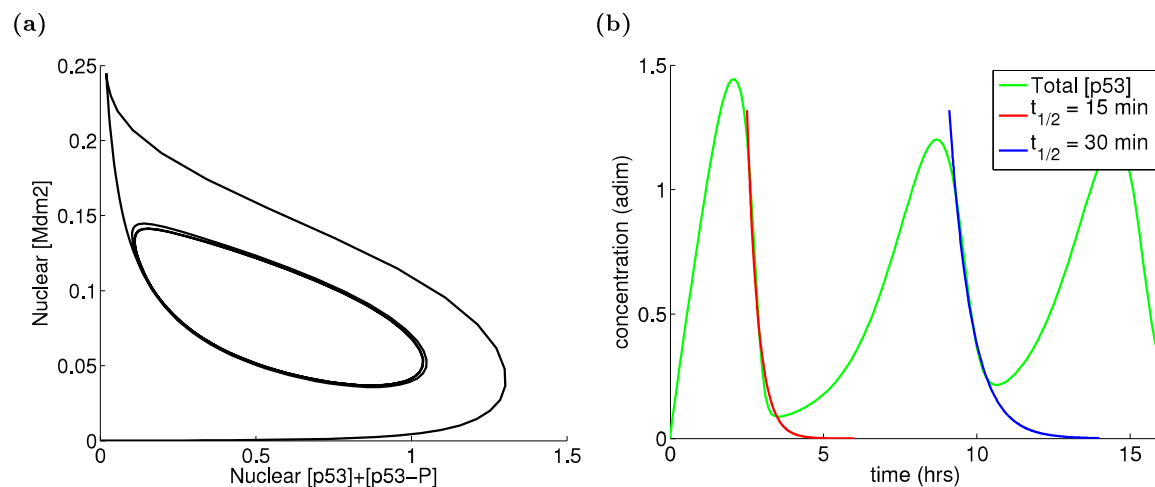 (a)
0.25
0.2
0.15
0.1
0.05
0
0.5
1
1.5
Nuclear [Mdm2]
Nuclear [p53]+[p53−P]
(b)
1.5
1
0.5
0
0
5
10
15
concentration (adim)
time (hrs)
Total [p53]
t1/2 = 15 min
t1/2 = 30 min